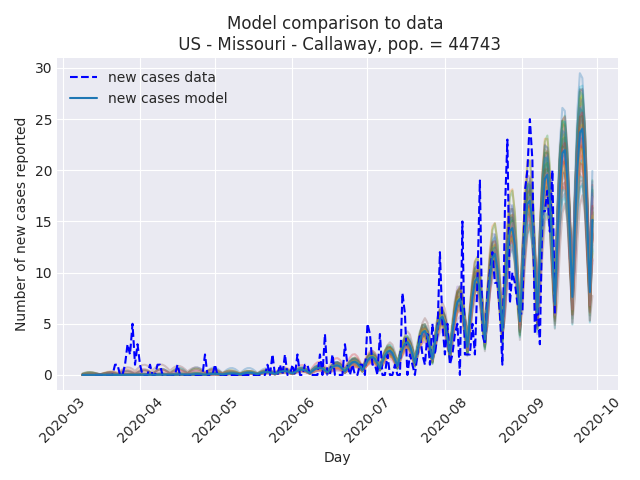 Model comparison to data
US - Missouri - Callaway, pop. = 44743
new cases data
new cases model
Number of new cases reported
30
25
20
15
10
5
0
2020-03
2020-04
2020-05
2020-06
2020-07
2020-08
2020-09
2020-10
Day